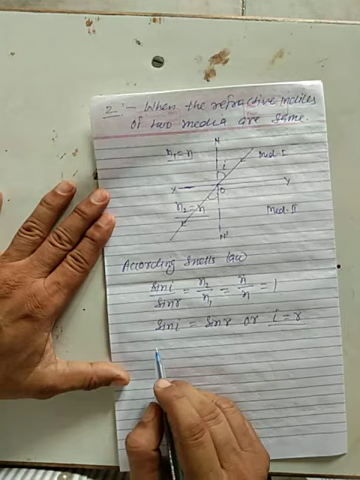 2:- When the refractive indices
of two media are same.
N
n₁ = n
i
Med-I
X
O
Y
n₂ = n
Med-II
N'
According Snells law
Sini/Sinr = n₂/n₁ = n/n = 1
Sini = Sinr or i = r